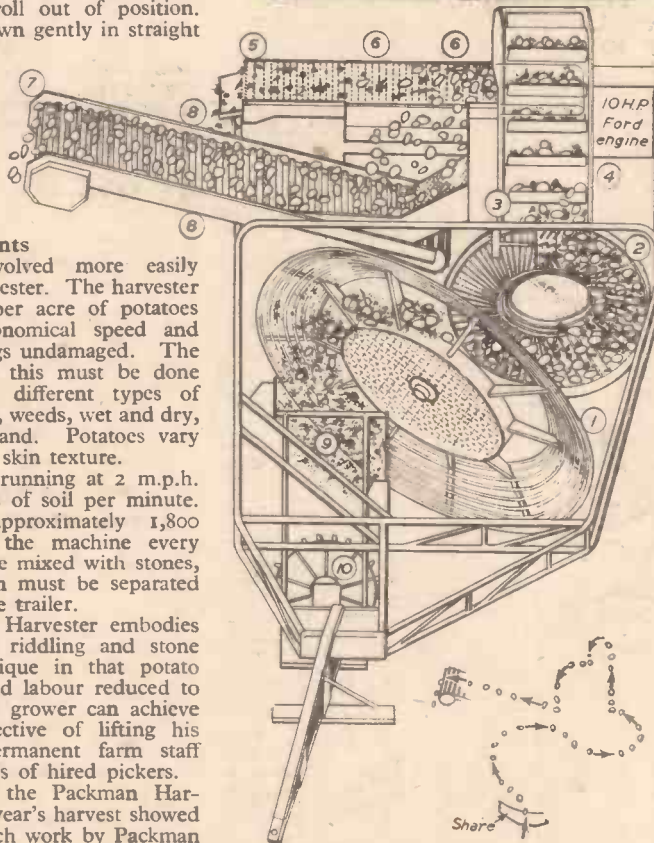 roll out of position.
wn gently in straight
nts
volved more easily
vester. The harvester
per acre of potatoes
onomical speed and
gs undamaged. The
this must be done
different types of
, weeds, wet and dry,
and. Potatoes vary
skin texture.
running at 2 m.p.h.
of soil per minute.
approximately 1,800
the machine every
e mixed with stones,
h must be separated
e trailer.
Harvester embodies
riddling and stone
ique in that potato
d labour reduced to
grower can achieve
ective of lifting his
ermanent farm staff
s of hired pickers.
the Packman Har-
year's harvest showed
ch work by Packman
5
6
6
7
8
10 H.P.
Ford
engine
4
3
8
2
1
9
10
Share